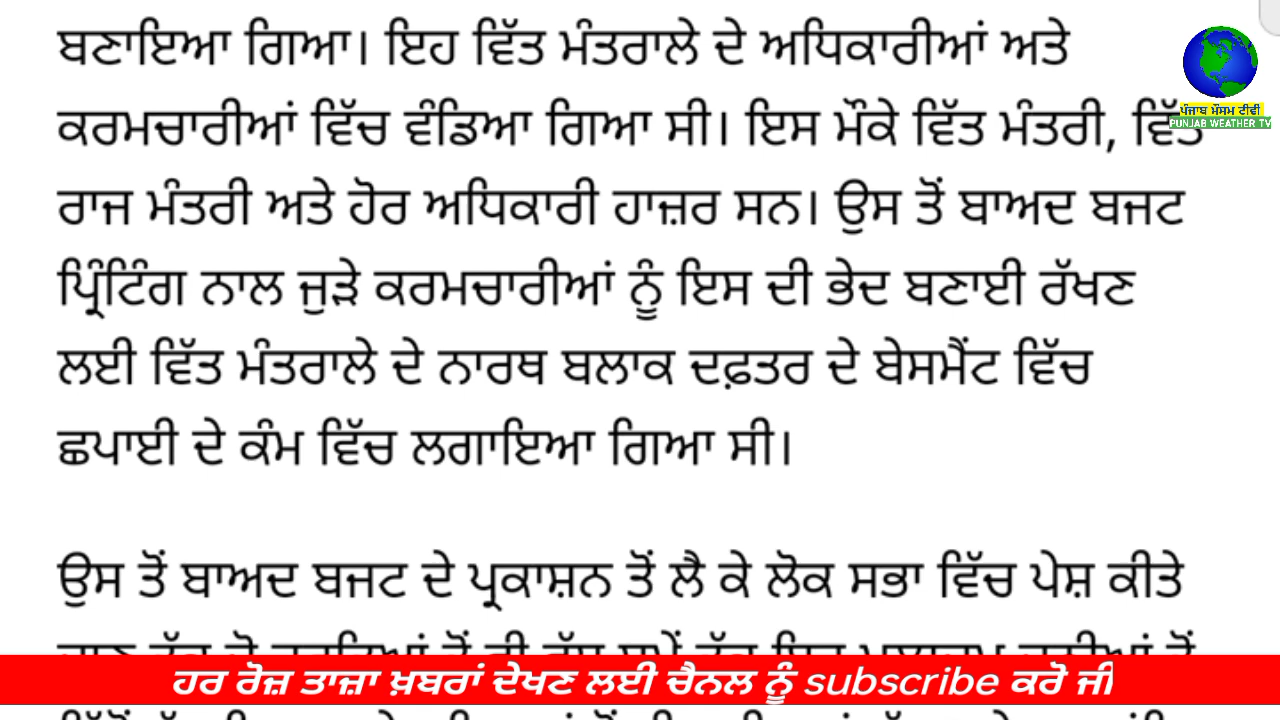 ਬਣਾਇਆ ਗਿਆ। ਇਹ ਵਿੱਤ ਮੰਤਰਾਲੇ ਦੇ ਅਧਿਕਾਰੀਆਂ ਅਤੇ
ਕਰਮਚਾਰੀਆਂ ਵਿੱਚ ਵੰਡਿਆ ਗਿਆ ਸੀ। ਇਸ ਮੌਕੇ ਵਿੱਤ ਮੰਤਰੀ, ਵਿੱਤ
ਪੰਜਾਬ ਮੌਸਮ ਟੀਵੀ
PUNJAB WEATHER TV
ਰਾਜ ਮੰਤਰੀ ਅਤੇ ਹੋਰ ਅਧਿਕਾਰੀ ਹਾਜ਼ਰ ਸਨ। ਉਸ ਤੋਂ ਬਾਅਦ ਬਜਟ
ਪ੍ਰਿੰਟਿੰਗ ਨਾਲ ਜੁੜੇ ਕਰਮਚਾਰੀਆਂ ਨੂੰ ਇਸ ਦੀ ਭੇਦ ਬਣਾਈ ਰੱਖਣ
ਲਈ ਵਿੱਤ ਮੰਤਰਾਲੇ ਦੇ ਨਾਰਥ ਬਲਾਕ ਦਫ਼ਤਰ ਦੇ ਬੇਸਮੈਂਟ ਵਿੱਚ
ਛਪਾਈ ਦੇ ਕੰਮ ਵਿੱਚ ਲਗਾਇਆ ਗਿਆ ਸੀ।
ਉਸ ਤੋਂ ਬਾਅਦ ਬਜਟ ਦੇ ਪ੍ਰਕਾਸ਼ਨ ਤੋਂ ਲੈ ਕੇ ਲੋਕ ਸਭਾ ਵਿੱਚ ਪੇਸ਼ ਕੀਤੇ
ਹਰ ਰੋਜ਼ ਤਾਜ਼ਾ ਖ਼ਬਰਾਂ ਦੇਖਣ ਲਈ ਚੈਨਲ ਨੂੰ subscribe ਕਰੋ ਜੀ